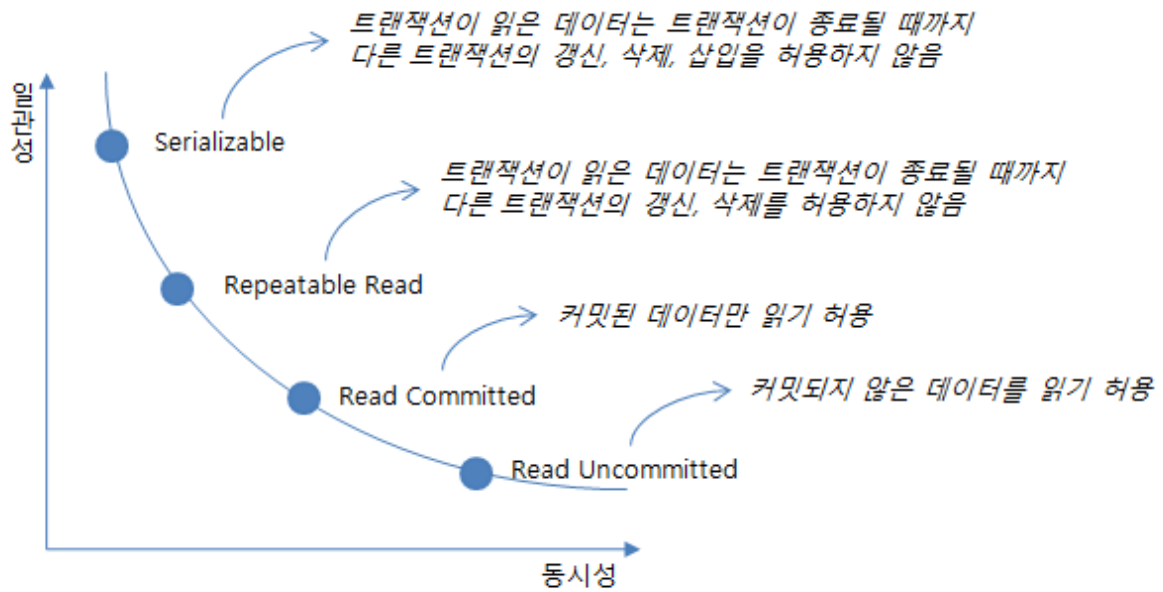 트랜잭션이 읽은 데이터는 트랜잭션이 종료될 때까지
다른 트랜잭션의 갱신, 삭제, 삽입을 허용하지 않음
일관성
Serializable
트랜잭션이 읽은 데이터는 트랜잭션이 종료될 때까지
다른 트랜잭션의 갱신, 삭제를 허용하지 않음
Repeatable Read
커밋된 데이터만 읽기 허용
Read Committed
커밋되지 않은 데이터를 읽기 허용
Read Uncommitted
동시성